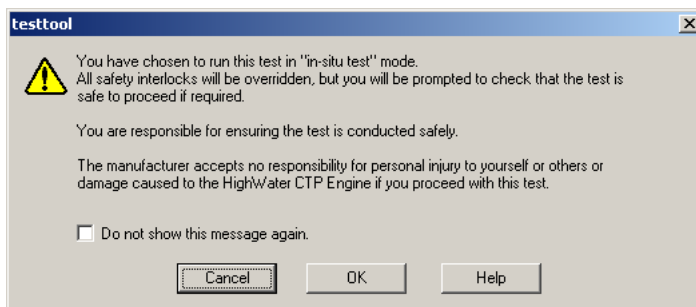 testtool
You have chosen to run this test in "in-situ test" mode.
All safety interlocks will be overridden, but you will be prompted to check that the test is
safe to proceed if required.
You are responsible for ensuring the test is conducted safely.
The manufacturer accepts no responsibility for personal injury to yourself or others or
damage caused to the HighWater CTP Engine if you proceed with this test.
Do not show this message again.
Cancel OK Help